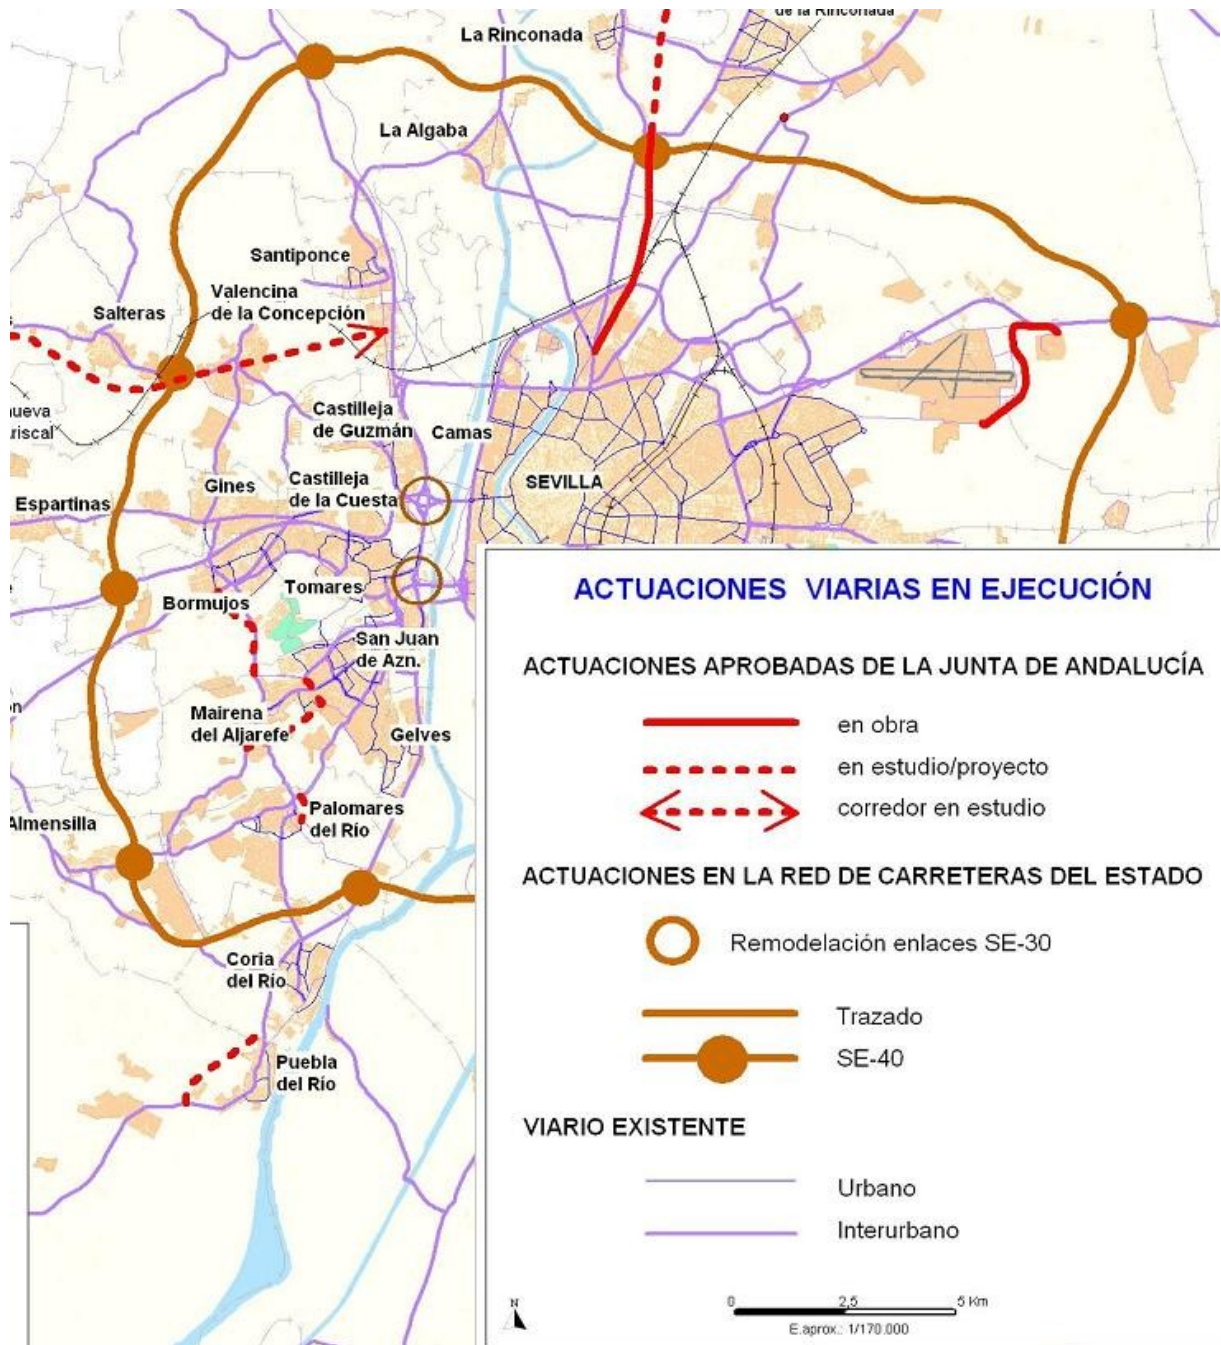 de la Rinconada
La Rinconada
La Algaba
Santiponce
Valencina
de la Concepción
Salteras
Castilleja
de Guzmán
Camas
Gines
Castilleja
de la Cuesta
SEVILLA
Espartinas
Tomares
Bormujos
San Juan
de Azn.
Mairena
del Aljarefe
Gelves
Palomares
del Río
Almensilla
Coria
del Río
Puebla
del Río
ACTUACIONES VIARIAS EN EJECUCIÓN
ACTUACIONES APROBADAS DE LA JUNTA DE ANDALUCÍA
en obra
en estudio/proyecto
corredor en estudio
ACTUACIONES EN LA RED DE CARRETERAS DEL ESTADO
Remodelación enlaces SE-30
Trazado
SE-40
VIARIO EXISTENTE
Urbano
Interurbano
N
0 2,5 5 Km
E.aprox.: 1/170.000